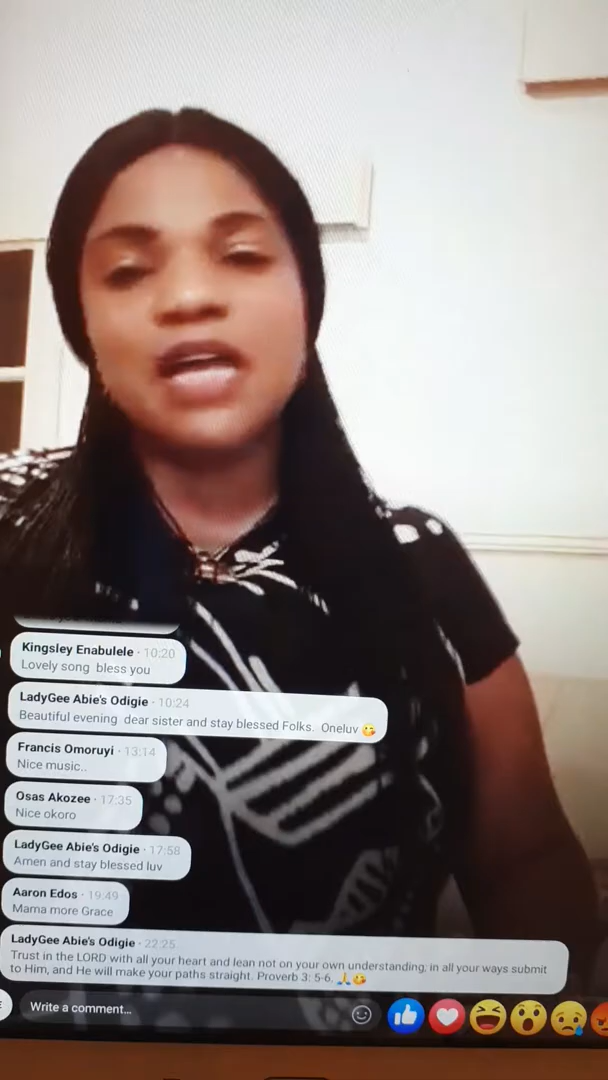 Kingsley Enabulele · 10:20
Lovely song bless you
LadyGee Abie's Odigie · 10:24
Beautiful evening dear sister and stay blessed Folks. Oneluv 😋
Francis Omoruyi · 13:14
Nice music..
Osas Akozee · 17:35
Nice okoro
LadyGee Abie's Odigie · 17:58
Amen and stay blessed luv
Aaron Edos · 19:49
Mama more Grace
LadyGee Abie's Odigie · 22:25
Trust in the LORD with all your heart and lean not on your own understanding, in all your ways submit
to Him, and He will make your paths straight. Proverb 3: 5-6. 🙏😋
Write a comment...